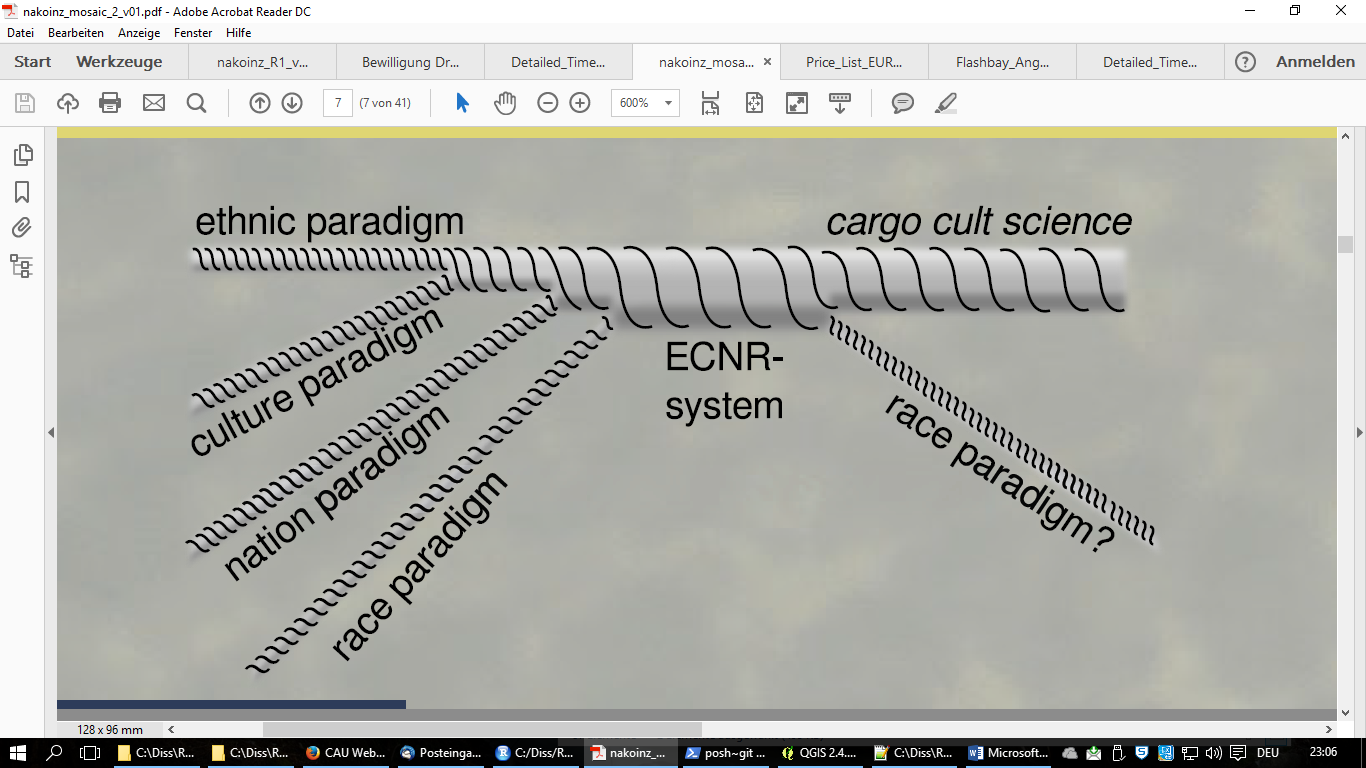 nakoinz_mosaic_2_v01.pdf - Adobe Acrobat Reader DC
Datei Bearbeiten Anzeige Fenster Hilfe
Start Werkzeuge nakoinz_R1_v... Bewilligung Dr... Detailed_Time... nakoinz_mosa... Price_List_EUR... Flashbay_Ang... Detailed_Time... Anmelden
7 (7 von 41) 600%
ethnic paradigm
cargo cult science
culture paradigm
nation paradigm
race paradigm
ECNR-
system
race paradigm?
128 x 96 mm
C:\Diss\R... C:\Diss\R... CAU Web... Posteinga... C:/Diss/R... nakoinz_... posh~git ... QGIS 2.4.... C:\Diss\R... Microsoft... DEU 23:06